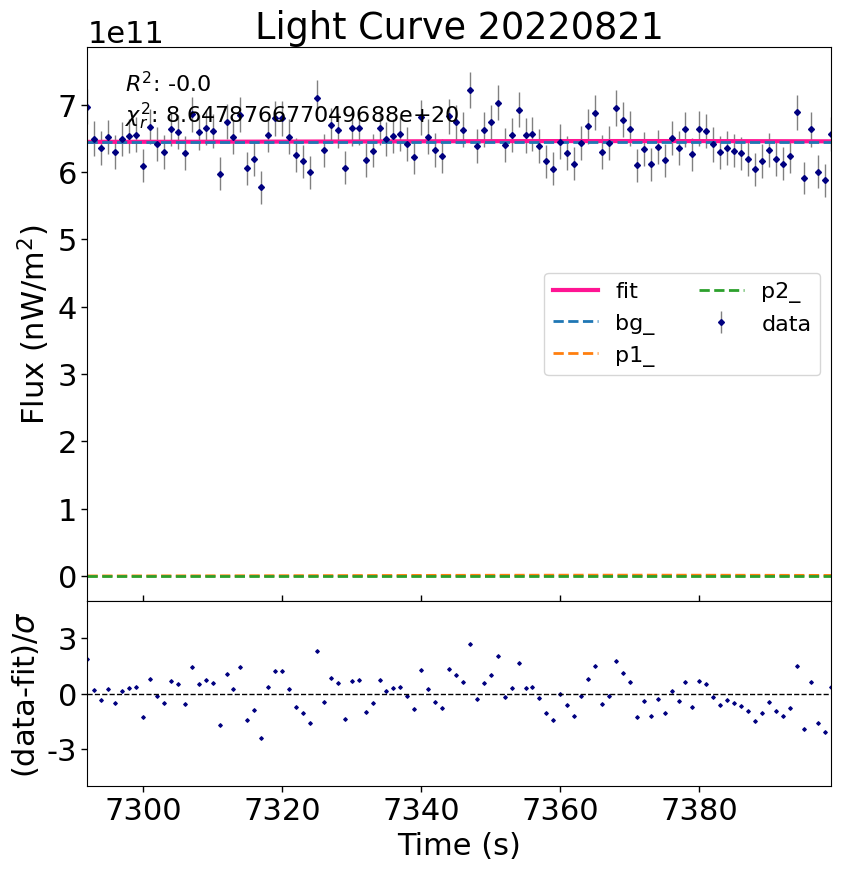 Light Curve 20220821
1e11
R²: -0.0
χ²ᵣ: 8.647876677049688e+20
7
6
5
4
3
2
1
0
Flux (nW/m²)
fit
bg_
p1_
p2_
data
3
0
-3
(data-fit)/σ
7300 7320 7340 7360 7380
Time (s)